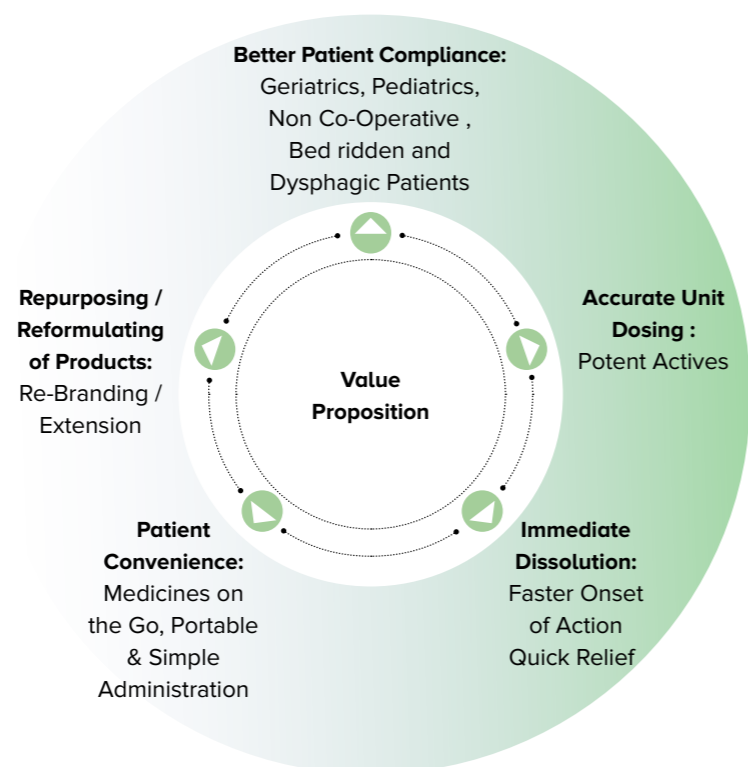 Better Patient Compliance:
Geriatrics, Pediatrics,
Non Co-Operative ,
Bed ridden and
Dysphagic Patients
Repurposing /
Reformulating
of Products:
Re-Branding /
Extension
Value
Proposition
Accurate Unit
Dosing :
Potent Actives
Patient
Convenience:
Medicines on
the Go, Portable
& Simple
Administration
Immediate
Dissolution:
Faster Onset
of Action
Quick Relief